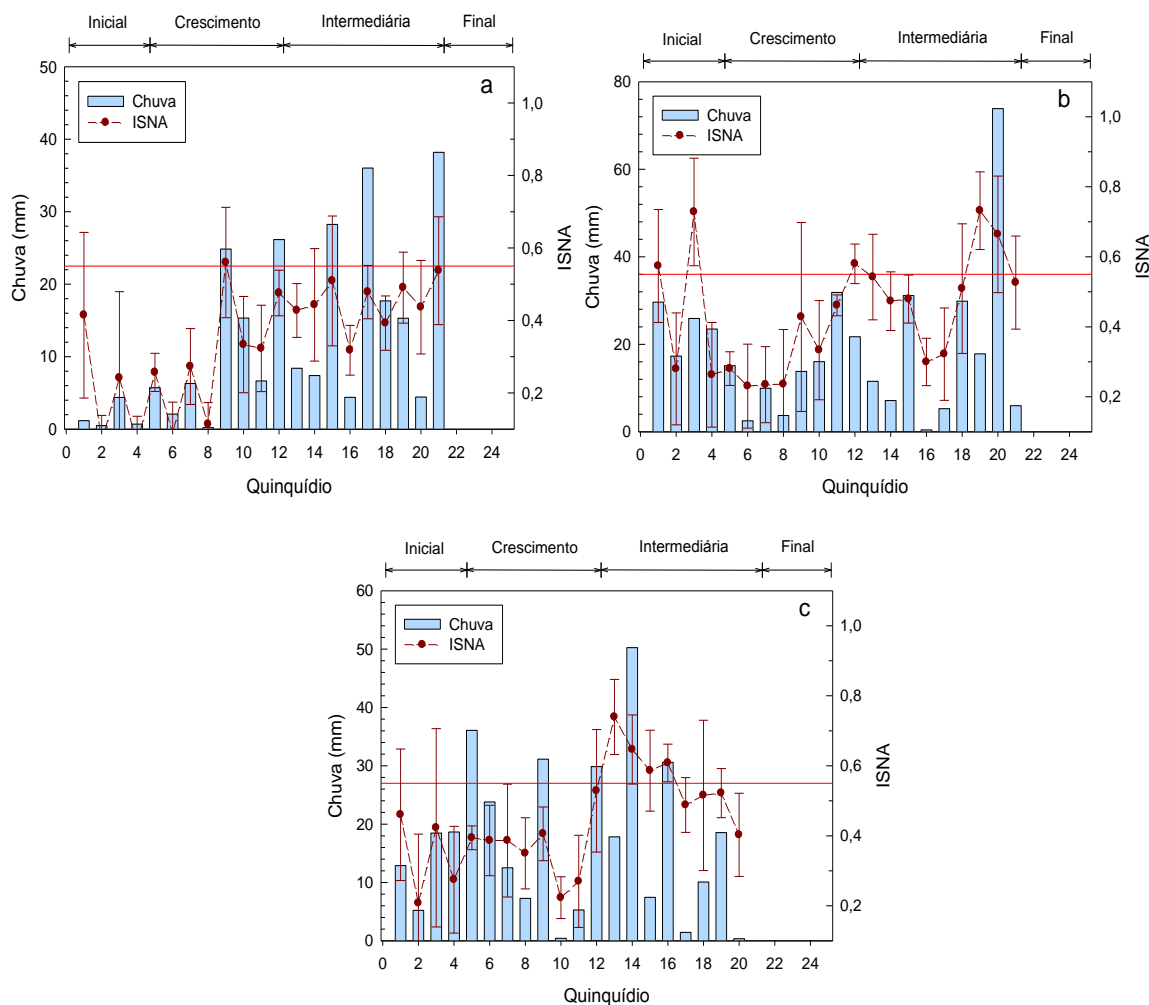 Inicial Crescimento Intermediária Final
a
Chuva
ISNA
50
40
30
20
10
0
Chuva (mm)
1,0
0,8
0,6
0,4
0,2
ISNA
0 2 4 6 8 10 12 14 16 18 20 22 24
Quinquídio
Inicial Crescimento Intermediária Final
b
Chuva
ISNA
80
60
40
20
0
Chuva (mm)
1,0
0,8
0,6
0,4
0,2
ISNA
0 2 4 6 8 10 12 14 16 18 20 22 24
Quinquídio
Inicial Crescimento Intermediária Final
c
Chuva
ISNA
60
50
40
30
20
10
0
Chuva (mm)
1,0
0,8
0,6
0,4
0,2
ISNA
0 2 4 6 8 10 12 14 16 18 20 22 24
Quinquídio